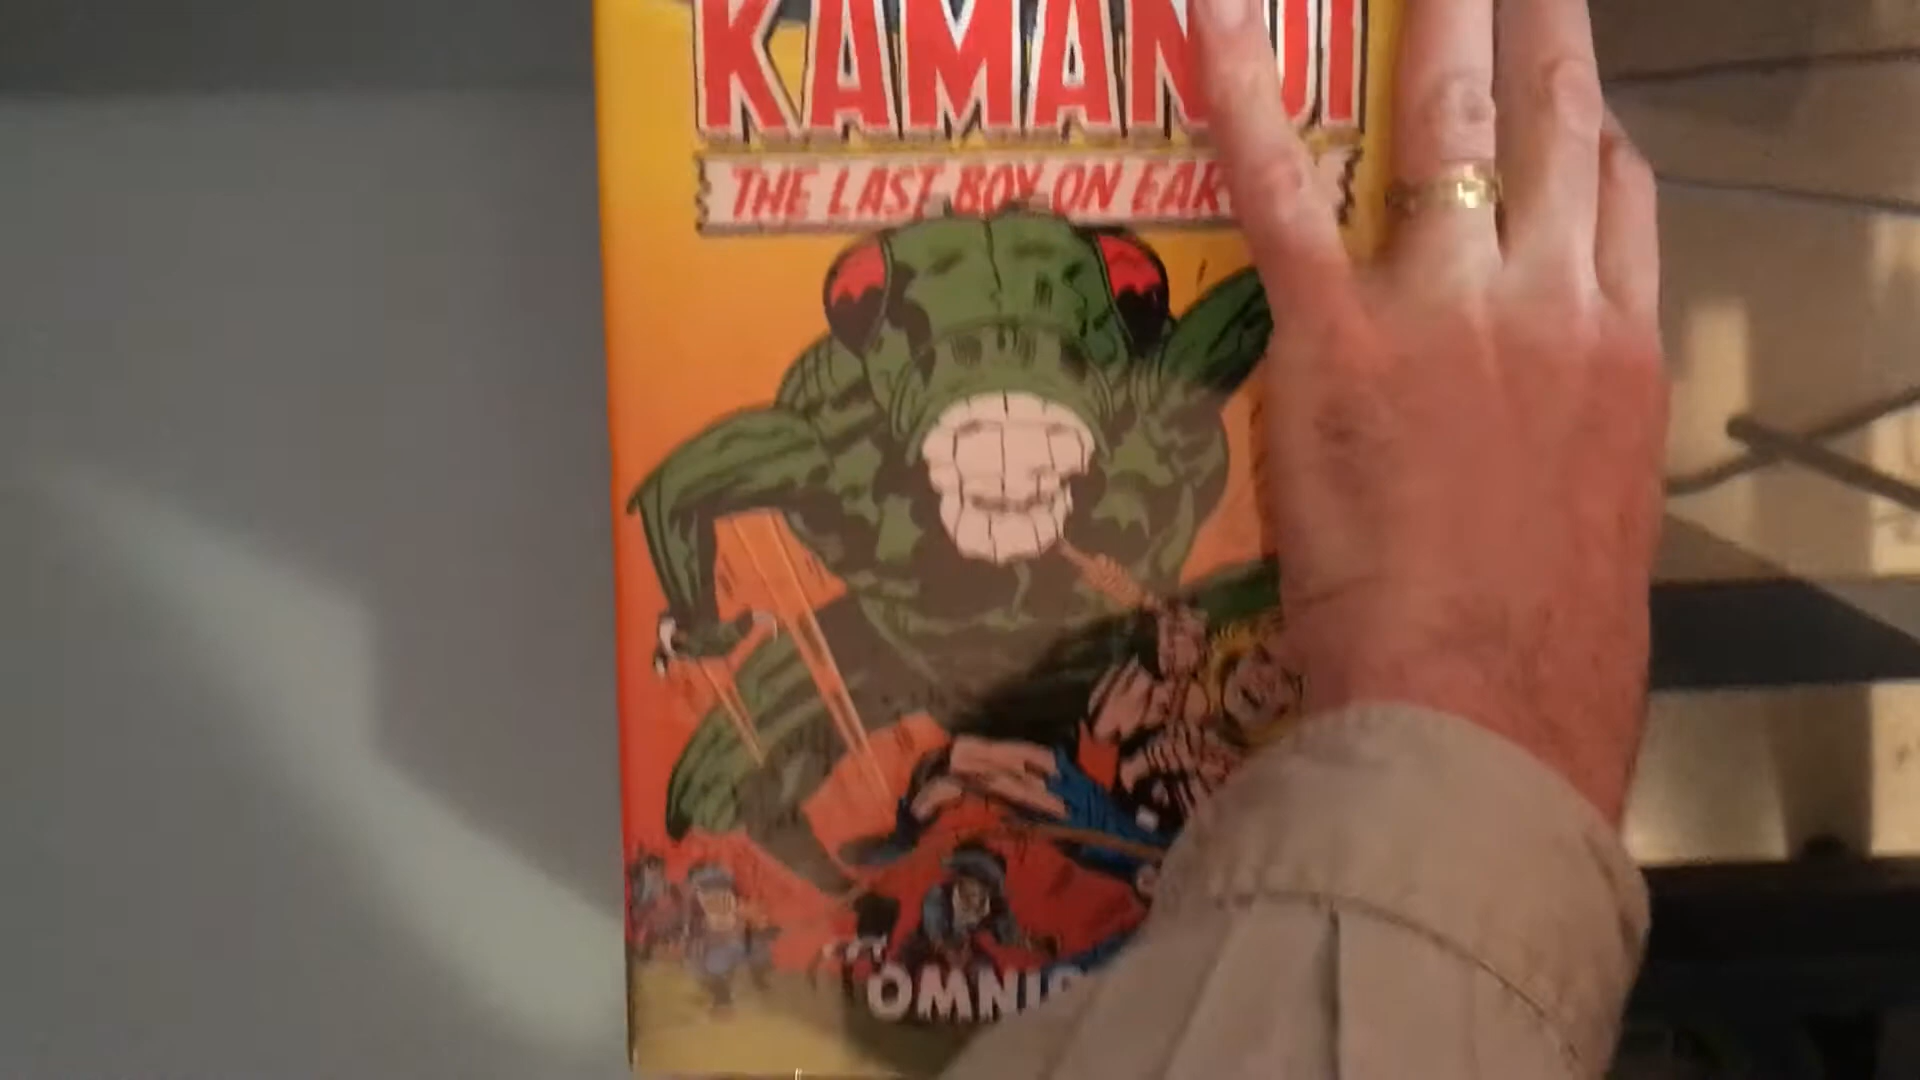 KAMANDI
THE LAST BOY ON EAR
OMNI